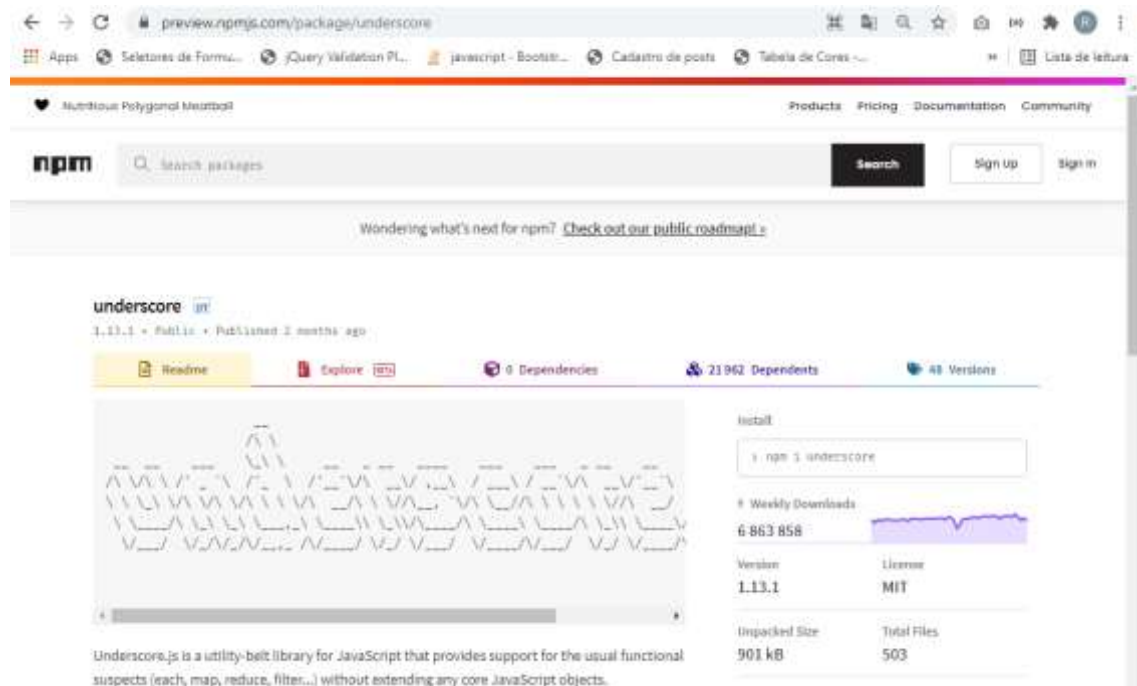 preview.npmjs.com/package/underscore
Apps Seletores de Formu... jQuery Validation Pl... javascript - Bootstr... Cadastro de posts Tabela de Cores -... » Lista de leitura
Nutritious Polygonal Meatball Products Pricing Documentation Community
npm Search packages Search Sign Up Sign In
Wondering what's next for npm? Check out our public roadmap! »
underscore
1.13.1 • Public • Published 2 months ago
Readme Explore BETA 0 Dependencies 21 962 Dependents 48 Versions
Install
> npm i underscore
Weekly Downloads
6 863 858
Version License
1.13.1 MIT
Unpacked Size Total Files
901 kB 503
Underscore.js is a utility-belt library for JavaScript that provides support for the usual functional
suspects (each, map, reduce, filter...) without extending any core JavaScript objects.